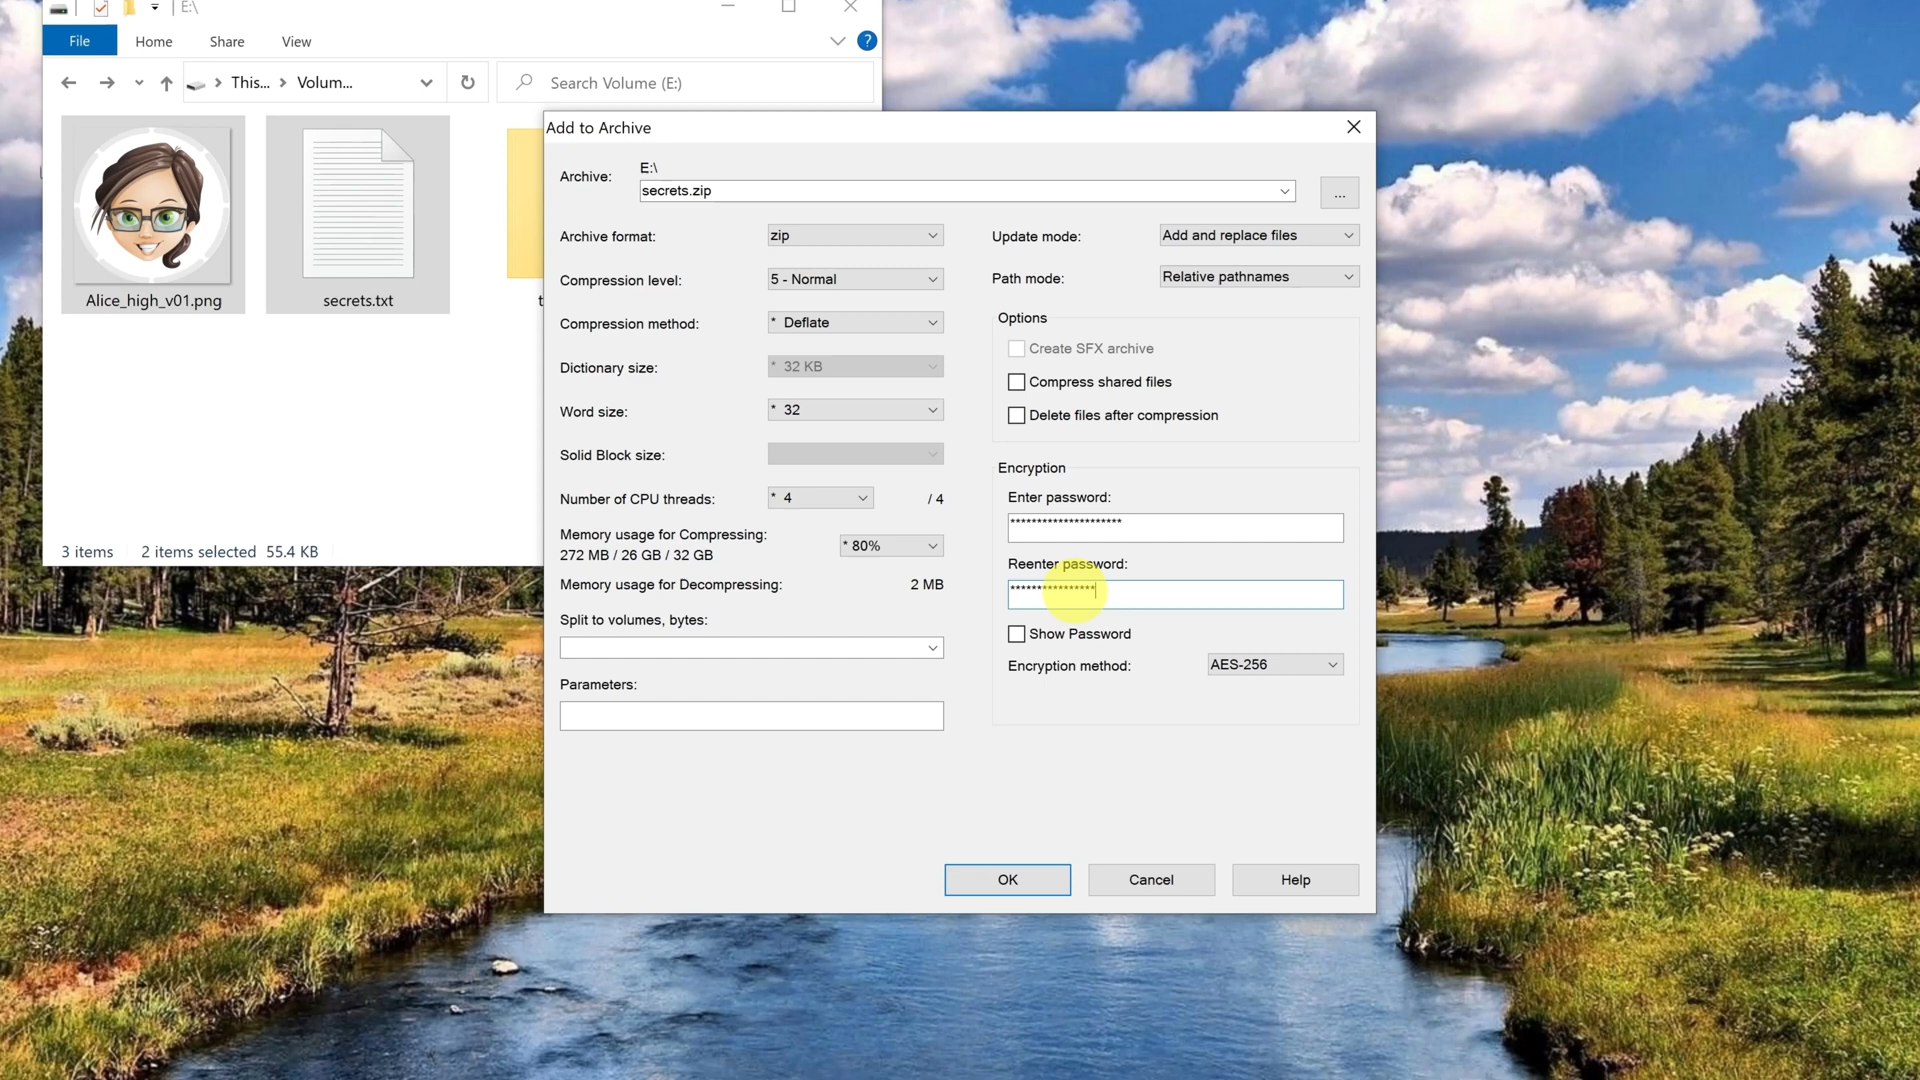 E:\
File Home Share View ?
This... Volum... Search Volume (E:)
Alice_high_v01.png secrets.txt t
3 items 2 items selected 55.4 KB
Add to Archive
Archive: E:\
secrets.zip ...
Archive format: zip
Compression level: 5 - Normal
Compression method: * Deflate
Dictionary size: * 32 KB
Word size: * 32
Solid Block size:
Number of CPU threads: * 4 / 4
Memory usage for Compressing:
272 MB / 26 GB / 32 GB * 80%
Memory usage for Decompressing: 2 MB
Split to volumes, bytes:
Parameters:
Update mode: Add and replace files
Path mode: Relative pathnames
Options
Create SFX archive
Compress shared files
Delete files after compression
Encryption
Enter password:
*********************
Reenter password:
****************
Show Password
Encryption method: AES-256
OK Cancel Help